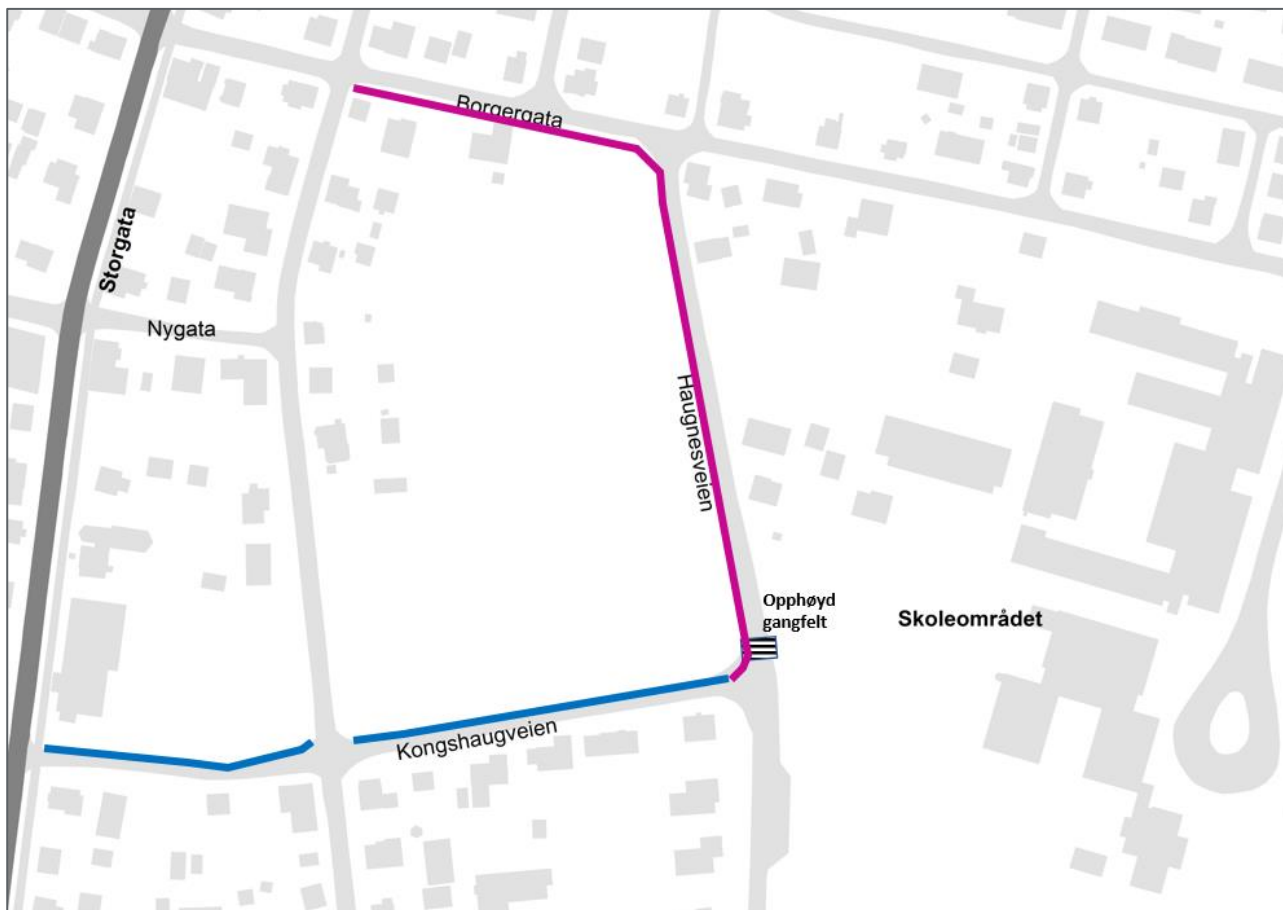 Borgergata
Storgata
Nygata
Haugnesveien
Opphøyd
gangfelt
Skoleområdet
Kongshaugveien